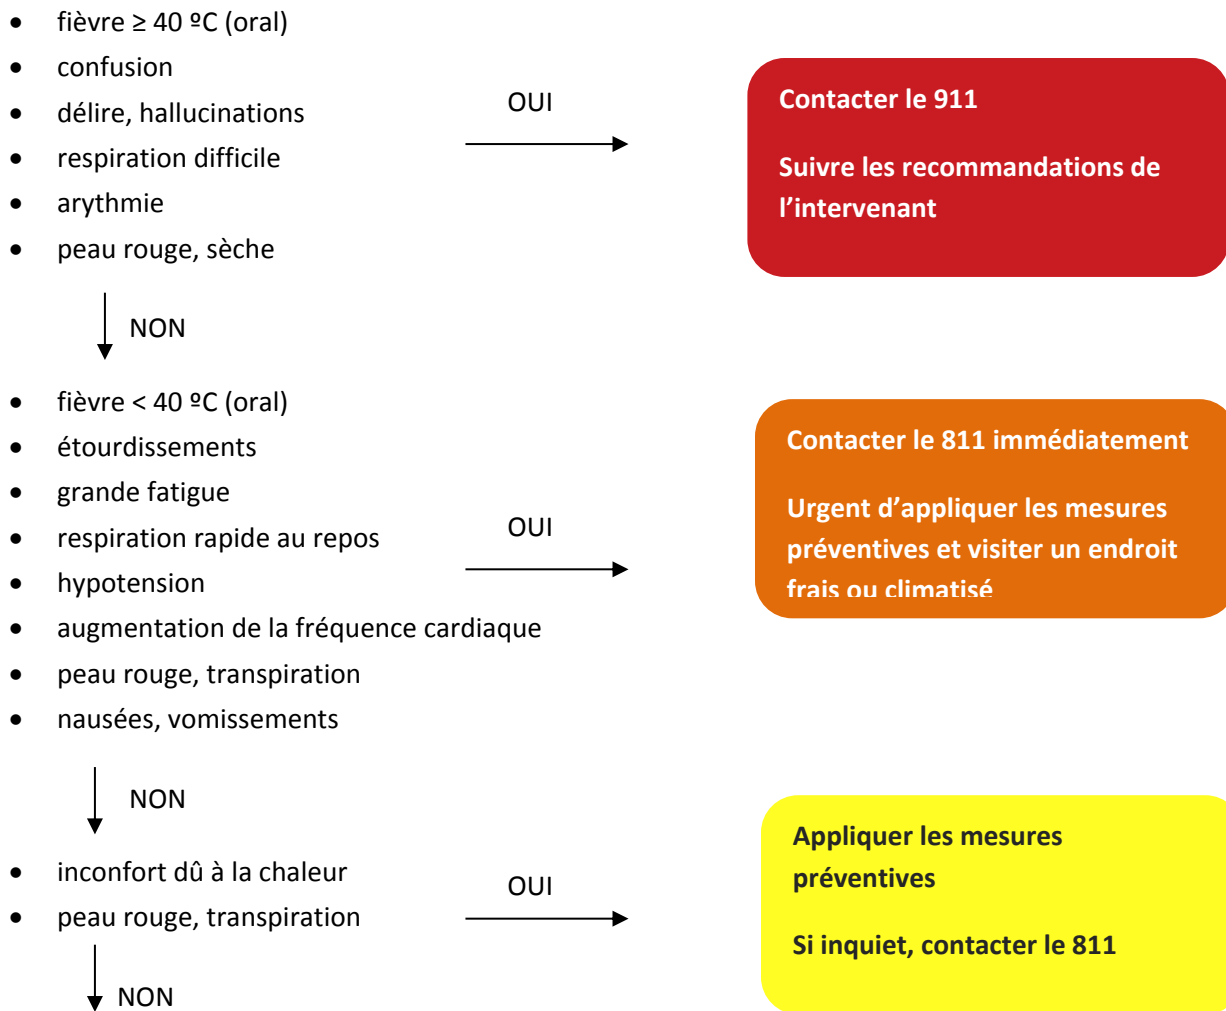 • fièvre ≥ 40 ºC (oral)
• confusion
• délire, hallucinations
• respiration difficile
• arythmie
• peau rouge, sèche
OUI
Contacter le 911
Suivre les recommandations de
l’intervenant
NON
• fièvre < 40 ºC (oral)
• étourdissements
• grande fatigue
• respiration rapide au repos
• hypotension
• augmentation de la fréquence cardiaque
• peau rouge, transpiration
• nausées, vomissements
OUI
Contacter le 811 immédiatement
Urgent d’appliquer les mesures
préventives et visiter un endroit
frais ou climatisé
NON
• inconfort dû à la chaleur
• peau rouge, transpiration
OUI
Appliquer les mesures
préventives
Si inquiet, contacter le 811
NON